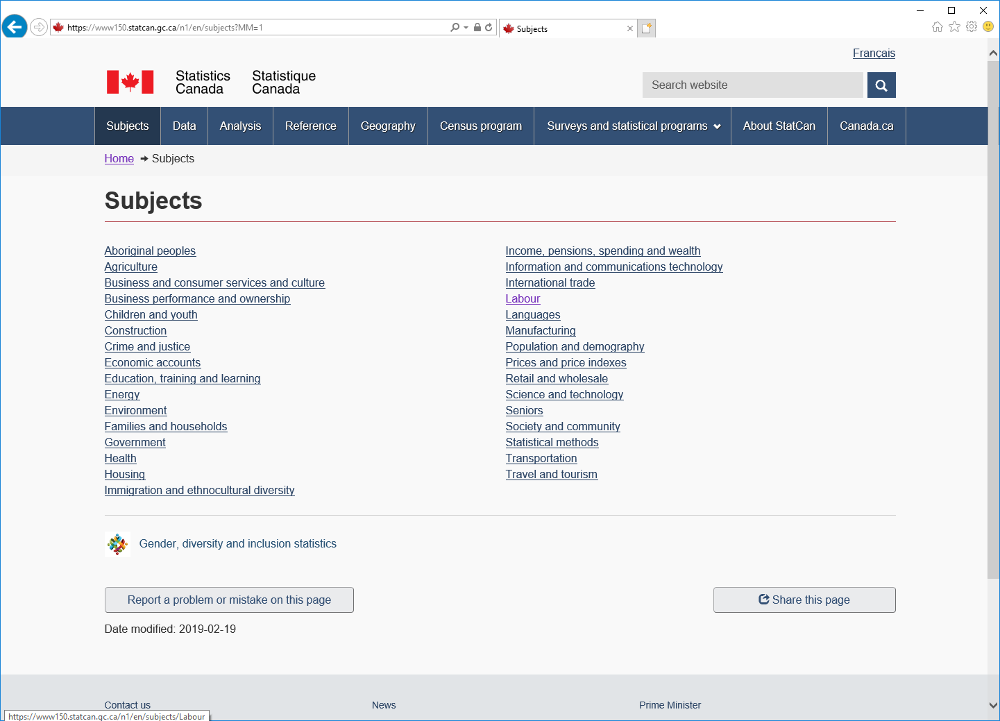 https://www150.statcan.gc.ca/n1/en/subjects?MM=1
Subjects
Français
Statistics Canada
Statistique Canada
Search website
Subjects
Data
Analysis
Reference
Geography
Census program
Surveys and statistical programs
About StatCan
Canada.ca
Home
Subjects
Subjects
Aboriginal peoples
Agriculture
Business and consumer services and culture
Business performance and ownership
Children and youth
Construction
Crime and justice
Economic accounts
Education, training and learning
Energy
Environment
Families and households
Government
Health
Housing
Immigration and ethnocultural diversity
Income, pensions, spending and wealth
Information and communications technology
International trade
Labour
Languages
Manufacturing
Population and demography
Prices and price indexes
Retail and wholesale
Science and technology
Seniors
Society and community
Statistical methods
Transportation
Travel and tourism
Gender, diversity and inclusion statistics
Report a problem or mistake on this page
Share this page
Date modified: 2019-02-19
Contact us
News
Prime Minister
https://www150.statcan.gc.ca/n1/en/subjects/Labour